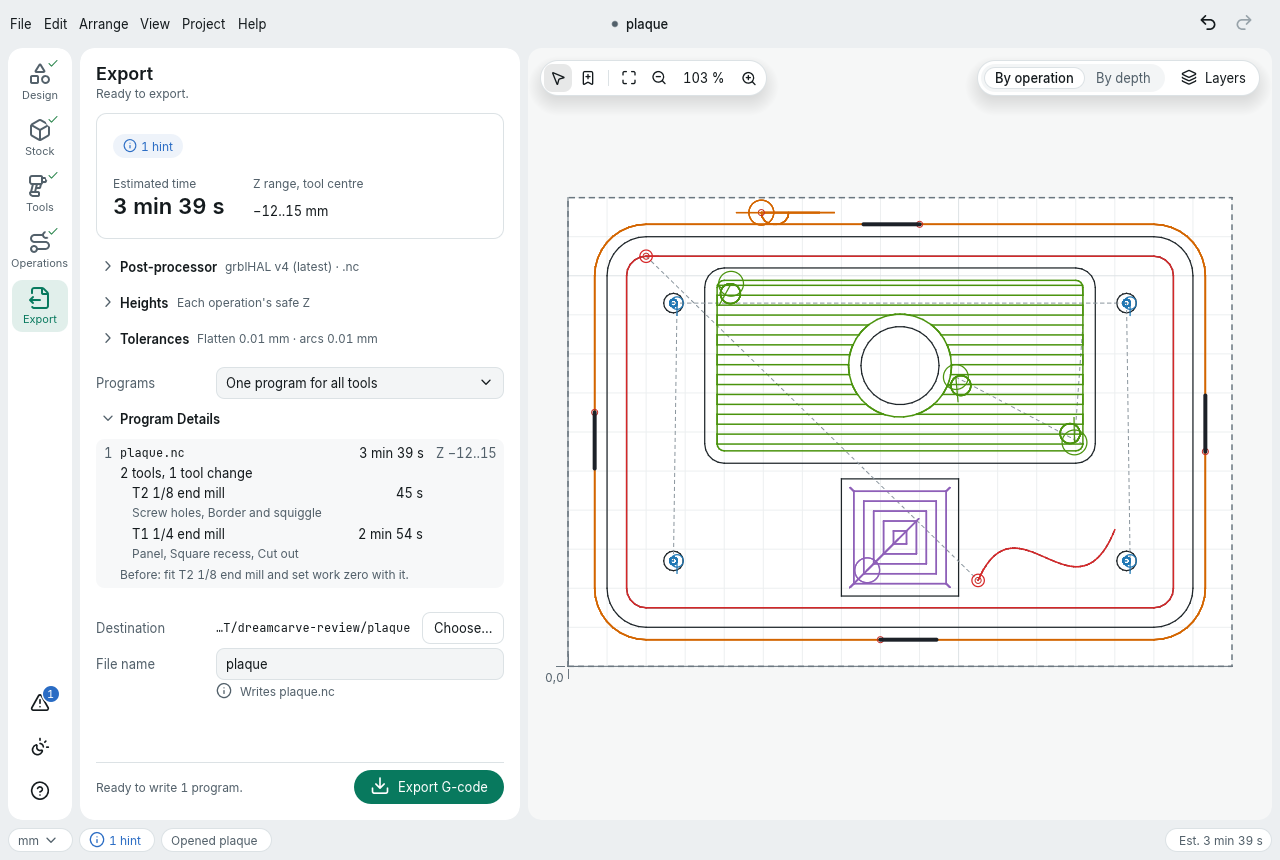 File Edit Arrange View Project Help
plaque
Design
Stock
Tools
Operations
Export
1
Export
Ready to export.
1 hint
Estimated time
3 min 39 s
Z range, tool centre
−12..15 mm
Post-processor grblHAL v4 (latest) · .nc
Heights Each operation's safe Z
Tolerances Flatten 0.01 mm · arcs 0.01 mm
Programs One program for all tools
Program Details
1 plaque.nc 3 min 39 s Z −12..15
2 tools, 1 tool change
T2 1/8 end mill 45 s
Screw holes, Border and squiggle
T1 1/4 end mill 2 min 54 s
Panel, Square recess, Cut out
Before: fit T2 1/8 end mill and set work zero with it.
Destination …T/dreamcarve-review/plaque Choose...
File name plaque
Writes plaque.nc
Ready to write 1 program. Export G-code
103 %
By operation By depth Layers
0,0
mm 1 hint Opened plaque Est. 3 min 39 s